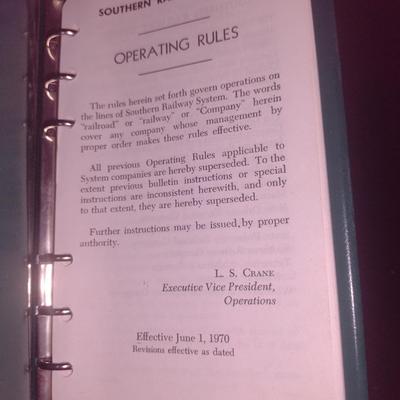 SOUTHERN
OPERATING RULES
The rules herein set forth govern operations on
the lines of Southern Railway System. The words
"railroad" or "railway" or "Company" herein
cover any company whose management by
proper order makes these rules effective.
All previous Operating Rules applicable to
System companies are hereby superseded. To the
extent previous bulletin instructions or special
instructions are inconsistent herewith, and only
to that extent, they are hereby superseded.
Further instructions may be issued, by proper
authority.
L. S. CRANE
Executive Vice President,
Operations
Effective June 1, 1970
Revisions effective as dated